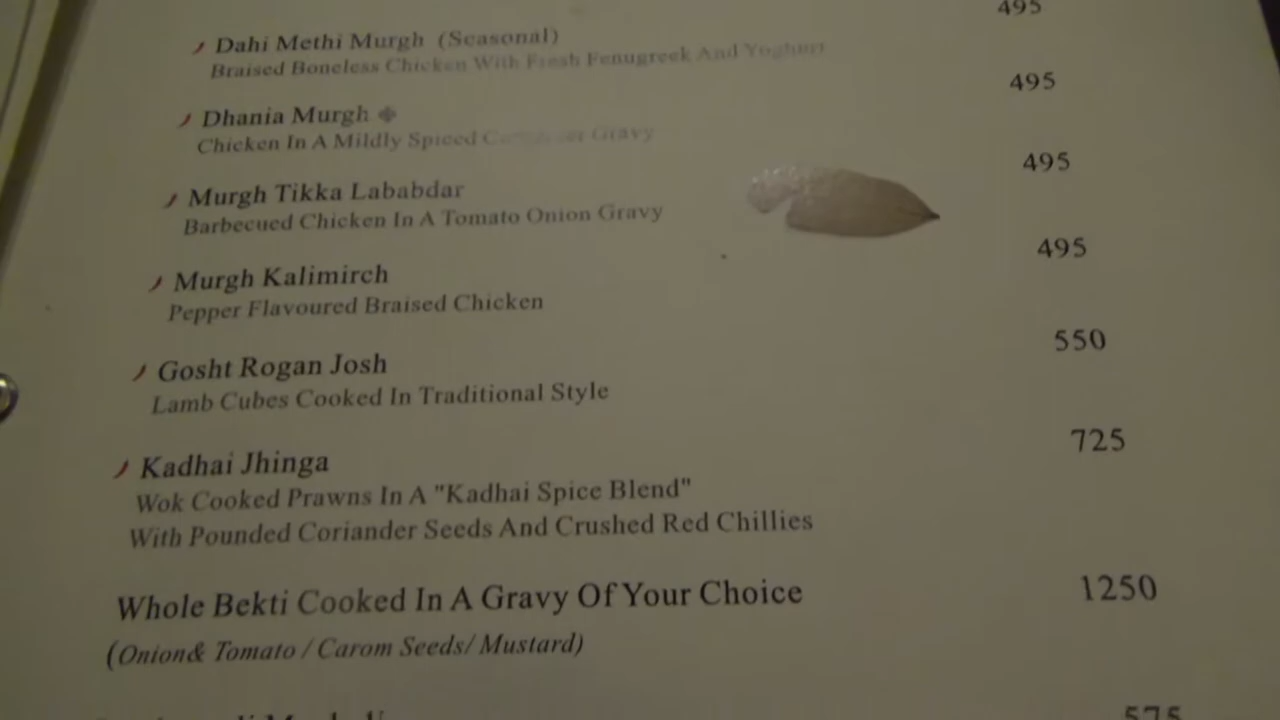 495
Dahi Methi Murgh (Seasonal)
Braised Boneless Chicken With Fresh Fenugreek And Yoghurt
495
Dhania Murgh
Chicken In A Mildly Spiced Gravy
495
Murgh Tikka Lababdar
Barbecued Chicken In A Tomato Onion Gravy
495
Murgh Kalimirch
Pepper Flavoured Braised Chicken
550
Gosht Rogan Josh
Lamb Cubes Cooked In Traditional Style
725
Kadhai Jhinga
Wok Cooked Prawns In A "Kadhai Spice Blend"
With Pounded Coriander Seeds And Crushed Red Chillies
Whole Bekti Cooked In A Gravy Of Your Choice 1250
(Onion& Tomato / Carom Seeds/ Mustard)
575